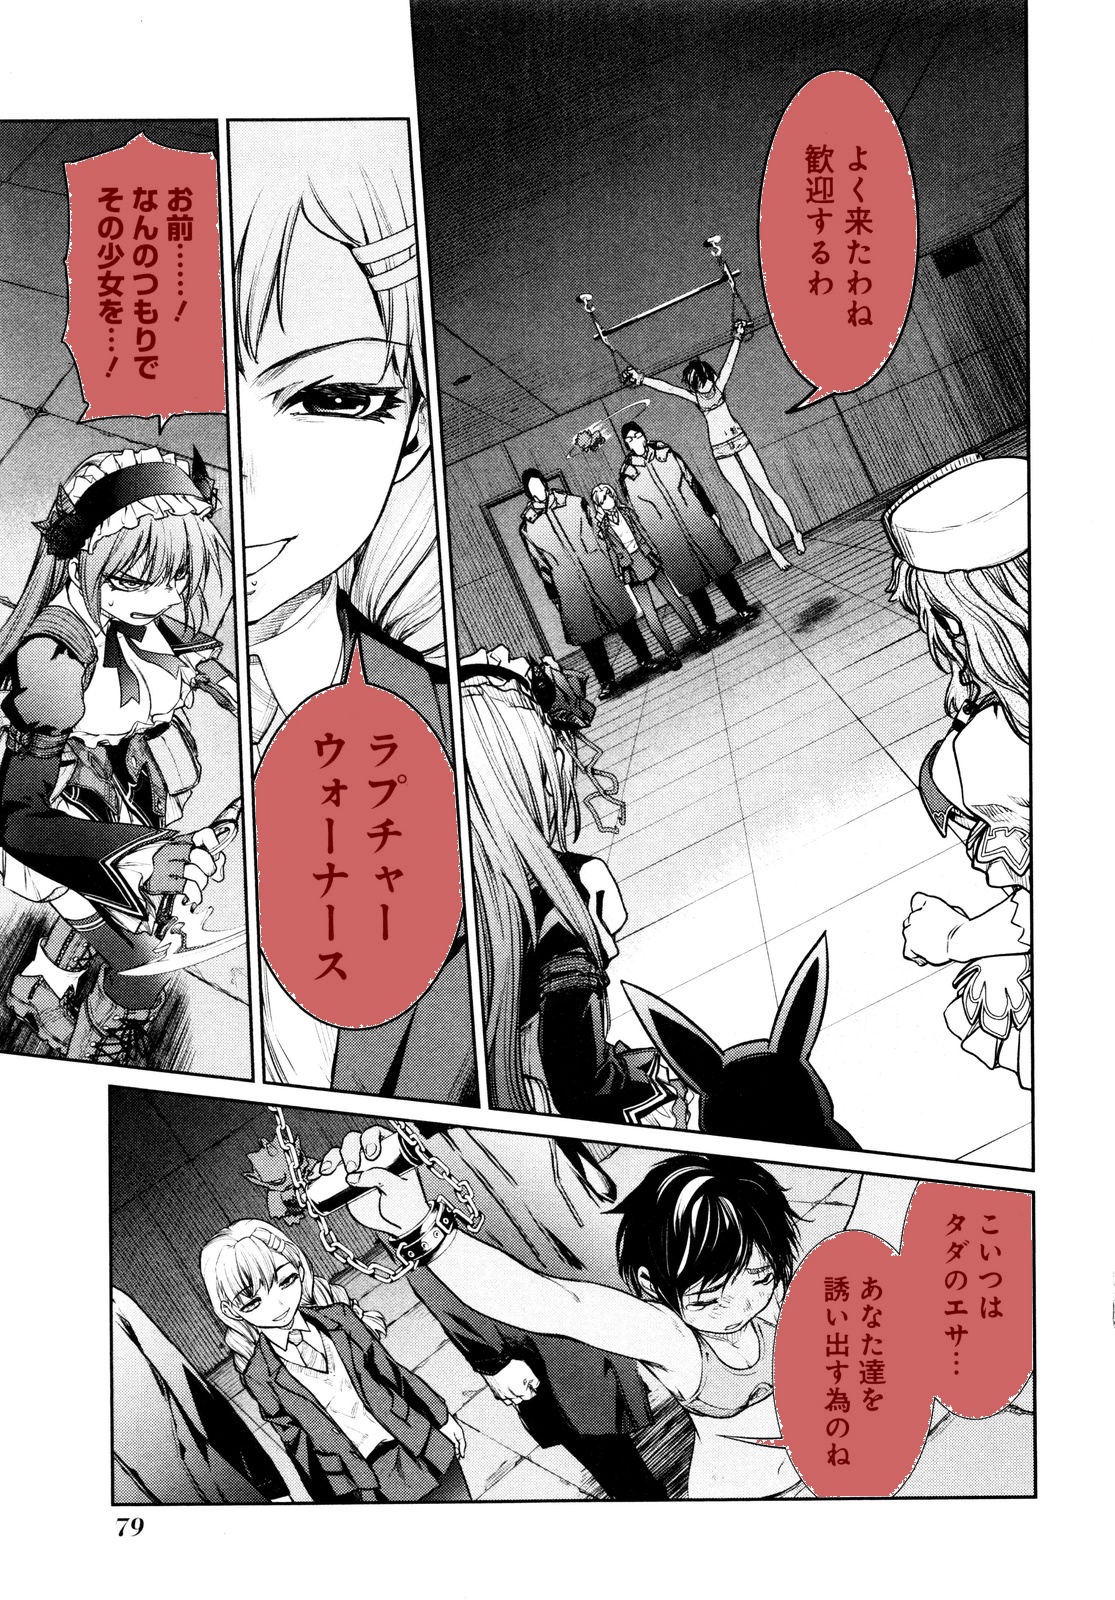 よく来たわね
歓迎するわ
ラプチャー
ウォーナース
お前……！
なんのつもりで
その少女を…！
こいつは
タダのエサ…
あなた達を
誘い出す為のね
79